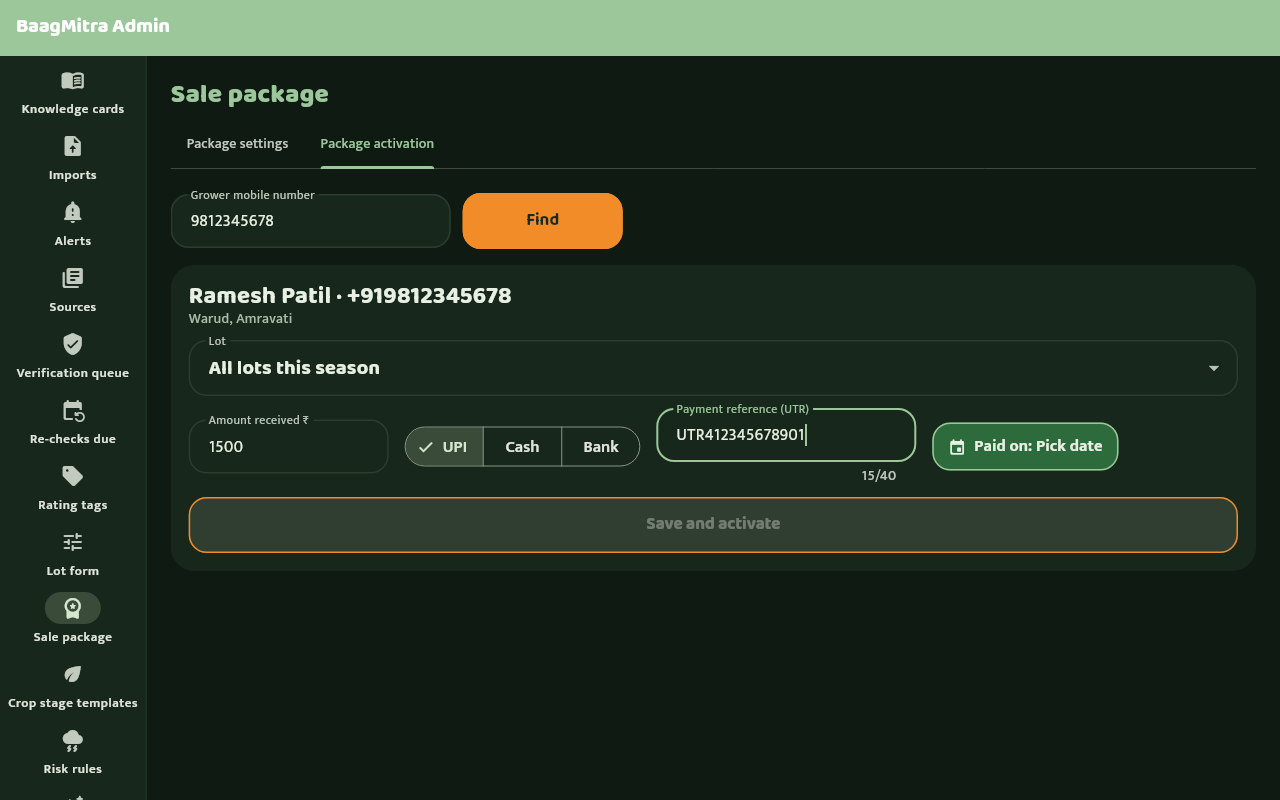 BaagMitra Admin
Knowledge cards
Imports
Alerts
Sources
Verification queue
Re-checks due
Rating tags
Lot form
Sale package
Crop stage templates
Risk rules
Sale package
Package settings
Package activation
Grower mobile number
9812345678
Find
Ramesh Patil · +919812345678
Warud, Amravati
Lot
All lots this season
Amount received ₹
1500
UPI
Cash
Bank
Payment reference (UTR)
UTR412345678901
15/40
Paid on: Pick date
Save and activate